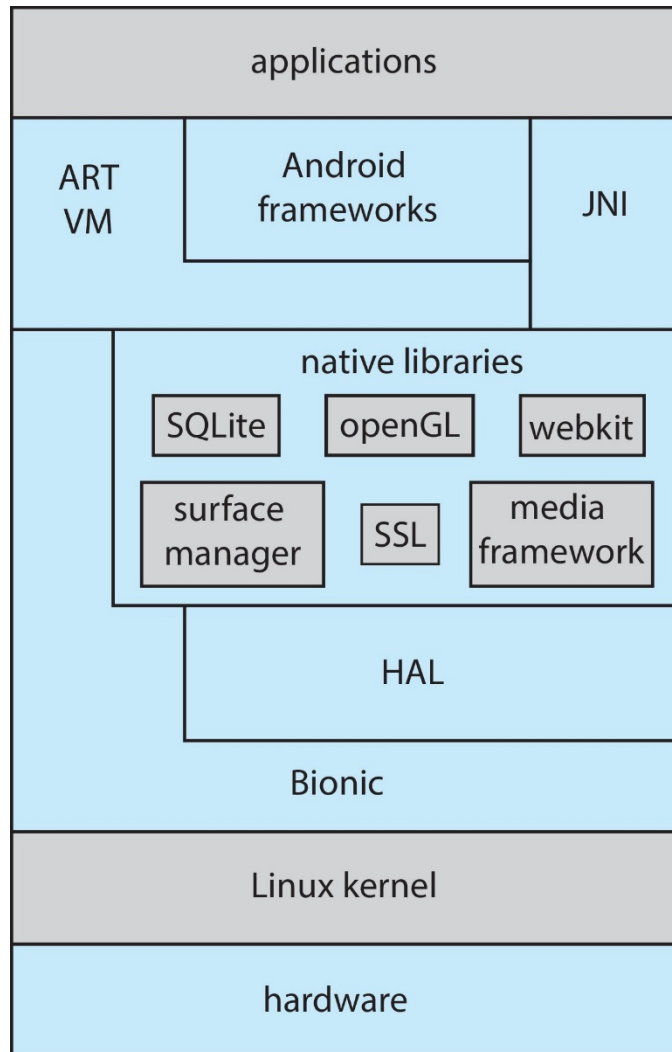 applications
ART
VM
Android
frameworks
JNI
native libraries
SQLite
openGL
webkit
surface
manager
SSL
media
framework
HAL
Bionic
Linux kernel
hardware